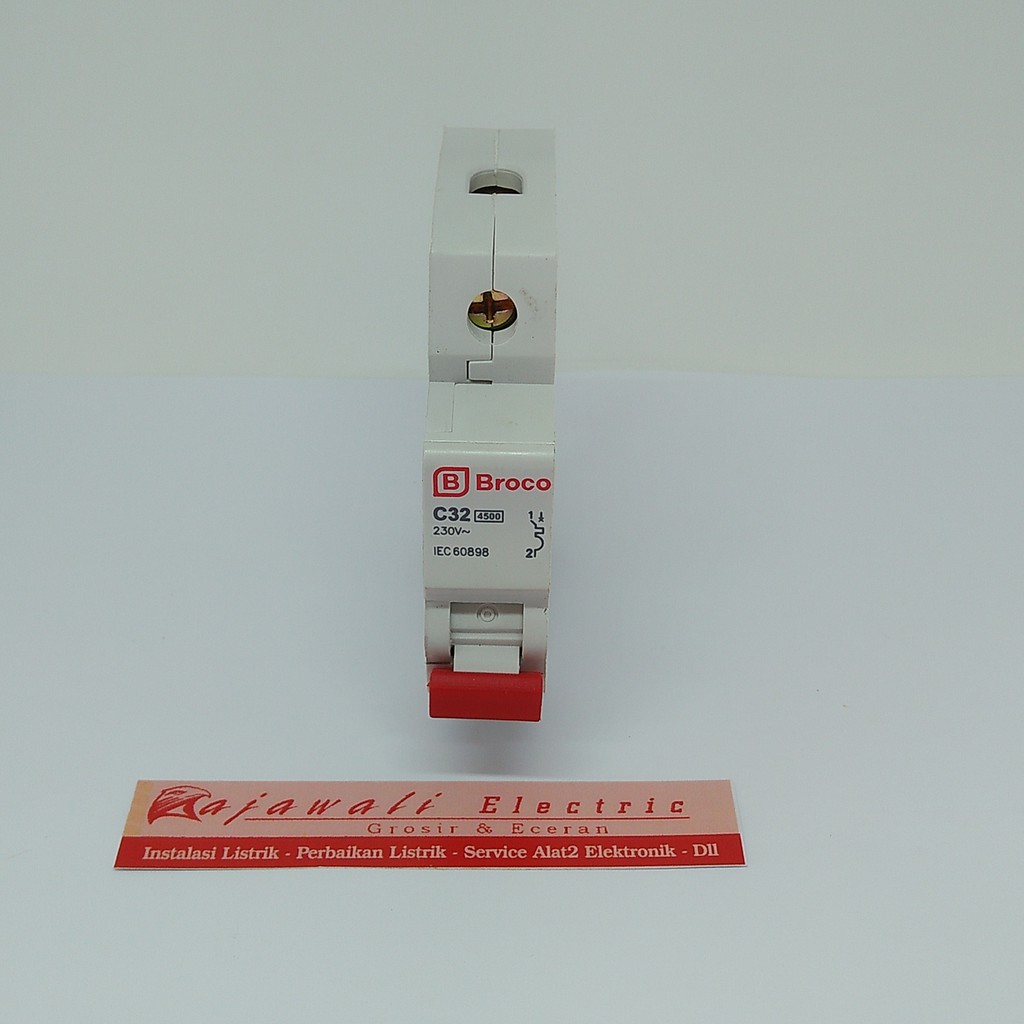 B Broco
C32 4500
230V~
IEC 60898
1
2
Rajawali Electric
Grosir & Eceran
Instalasi Listrik - Perbaikan Listrik - Service Alat2 Elektronik - Dll